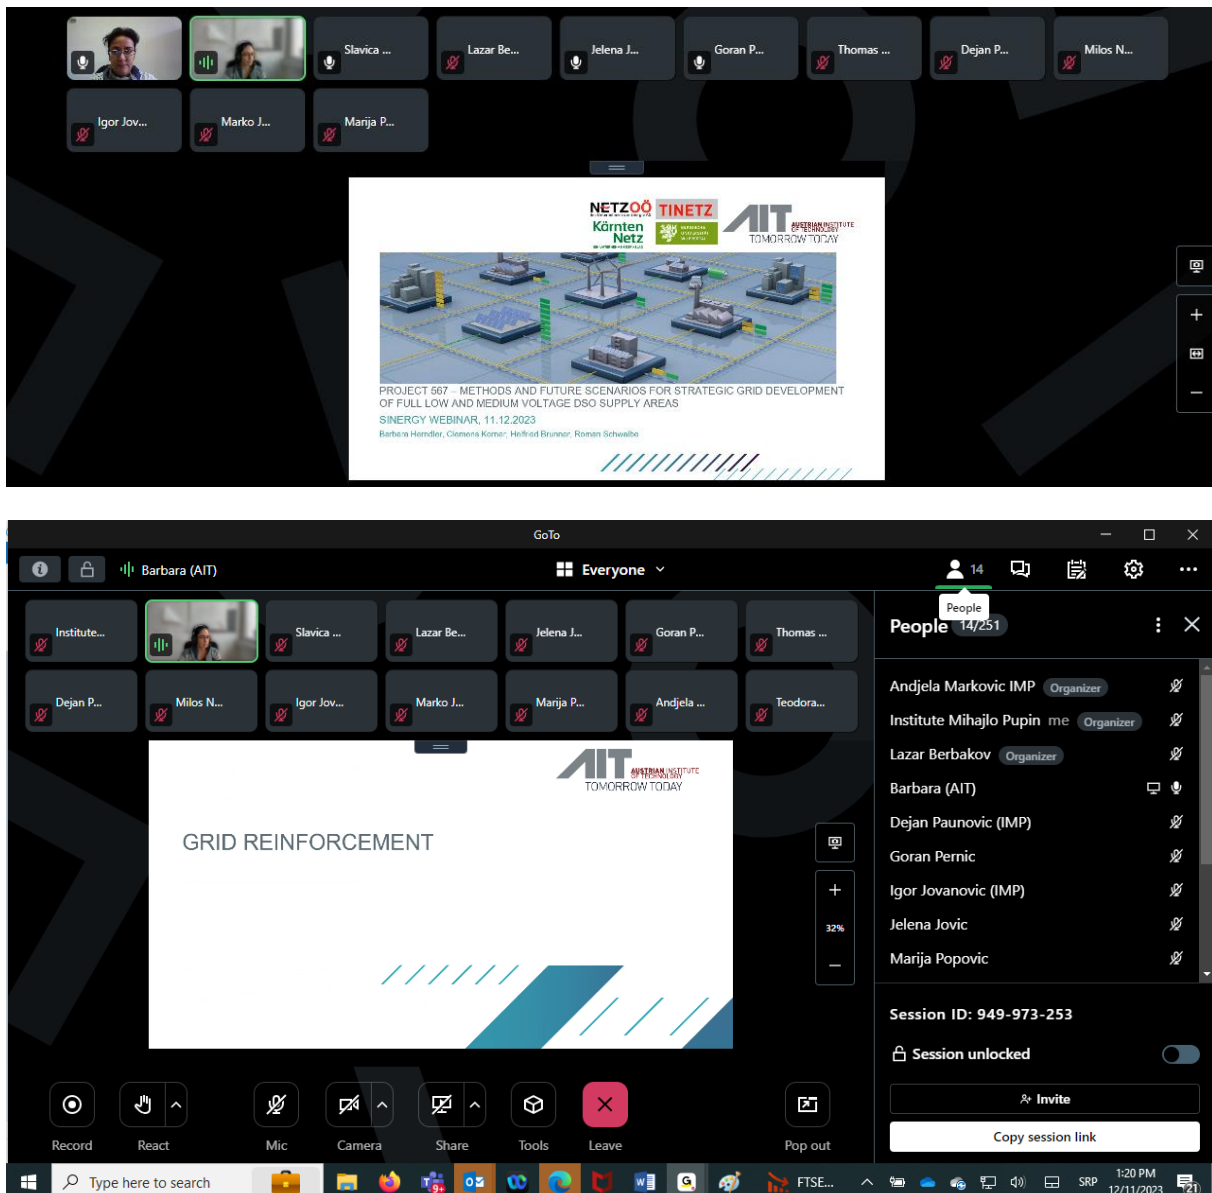 Slavica ...
Lazar Be...
Jelena J...
Goran P...
Thomas ...
Dejan P...
Milos N...
Igor Jov...
Marko J...
Marija P...
NETZOÖ
TINETZ
Kärnten
Netz
AIT
AUSTRIAN INSTITUTE
OF TECHNOLOGY
TOMORROW TODAY
PROJECT 567 – METHODS AND FUTURE SCENARIOS FOR STRATEGIC GRID DEVELOPMENT
OF FULL LOW AND MEDIUM VOLTAGE DSO SUPPLY AREAS
SINERGY WEBINAR, 11.12.2023
Barbara Herndler, Clemens Korner, Helfried Brunner, Roman Schwalbe
GoTo
Barbara (AIT)
Everyone
14
People
People 14/251
Institute...
Slavica ...
Lazar Be...
Jelena J...
Goran P...
Thomas ...
Dejan P...
Milos N...
Igor Jov...
Marko J...
Marija P...
Andjela ...
Teodora...
AIT
AUSTRIAN INSTITUTE
OF TECHNOLOGY
TOMORROW TODAY
GRID REINFORCEMENT
32%
Andjela Markovic IMP Organizer
Institute Mihajlo Pupin me Organizer
Lazar Berbakov Organizer
Barbara (AIT)
Dejan Paunovic (IMP)
Goran Pernic
Igor Jovanovic (IMP)
Jelena Jovic
Marija Popovic
Session ID: 949-973-253
Session unlocked
Invite
Copy session link
Record
React
Mic
Camera
Share
Tools
Leave
Pop out
Type here to search
9+
FTSE...
SRP
1:20 PM
12/11/2023
21